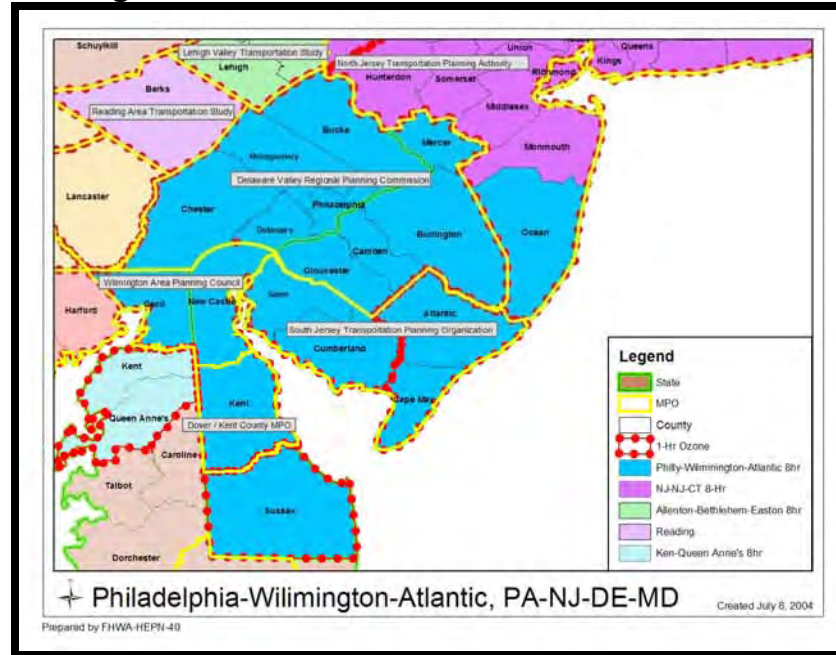 Schuylkill
Lehigh Valley Transportation Study
Lehigh
North Jersey Transportation Planning Authority
Union
Queens
Kings
Richmond
Hunterdon
Somerset
Berks
Reading Area Transportation Study
Middlesex
Bucks
Mercer
Monmouth
Montgomery
Delaware Valley Regional Planning Commission
Lancaster
Chester
Philadelphia
Delaware
Burlington
Ocean
Camden
Gloucester
Wilmington Area Planning Council
Harford
Cecil
New Castle
Salem
Atlantic
South Jersey Transportation Planning Organization
Cumberland
Kent
Kent
Cape May
Queen Anne's
Dover / Kent County MPO
Caroline
Talbot
Sussex
Dorchester
Legend
State
MPO
County
1-Hr Ozone
Philly-Wilminington-Atlantic 8hr
NJ-NJ-CT 8-Hr
Allenton-Bethlehem-Easton 8hr
Reading
Ken-Queen Anne's 8hr
Philadelphia-Wilimington-Atlantic, PA-NJ-DE-MD
Created July 8, 2004
Prepared by FHWA-HEPN-40